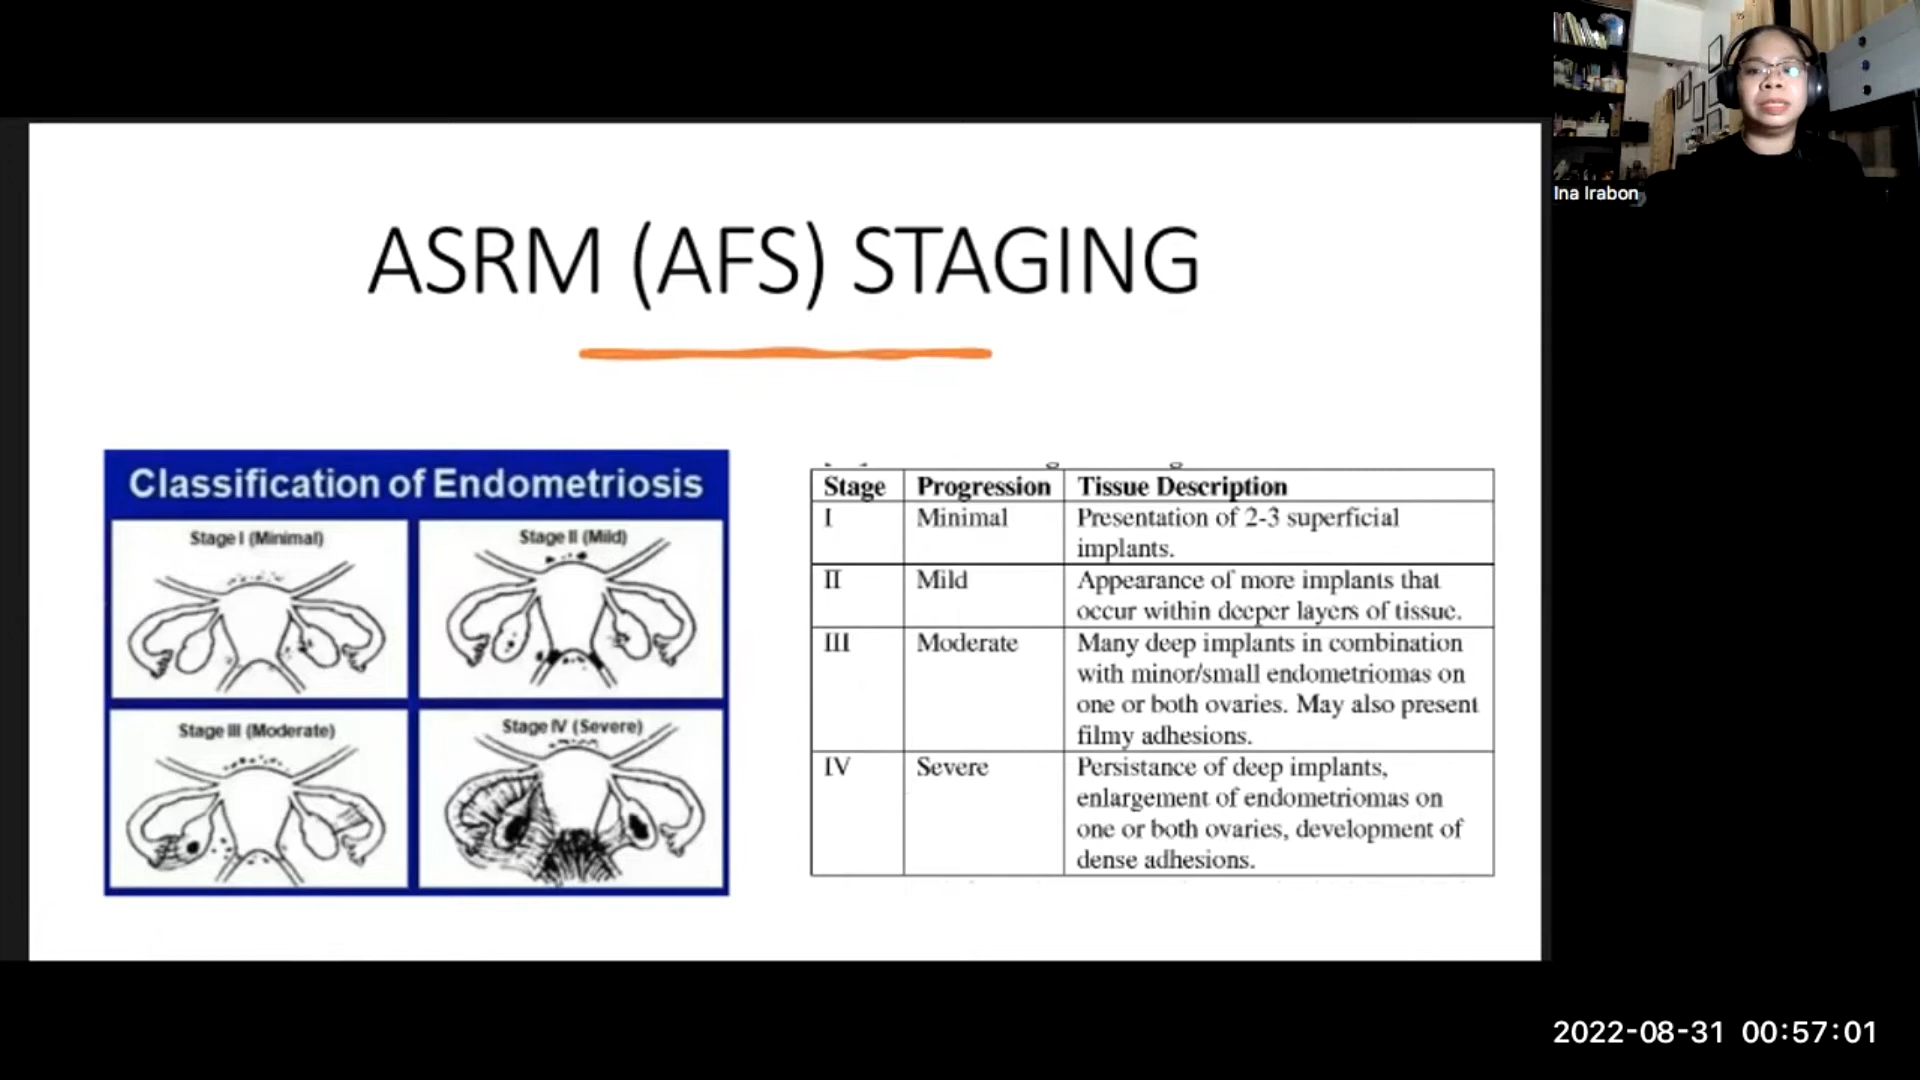 ASRM (AFS) STAGING
Classification of Endometriosis
Stage I (Minimal)
Stage II (Mild)
Stage III (Moderate)
Stage IV (Severe)
Stage Progression Tissue Description
I Minimal Presentation of 2-3 superficial
implants.
II Mild Appearance of more implants that
occur within deeper layers of tissue.
III Moderate Many deep implants in combination
with minor/small endometriomas on
one or both ovaries. May also present
filmy adhesions.
IV Severe Persistance of deep implants,
enlargement of endometriomas on
one or both ovaries, development of
dense adhesions.
Ina Irabon
2022-08-31 00:57:01